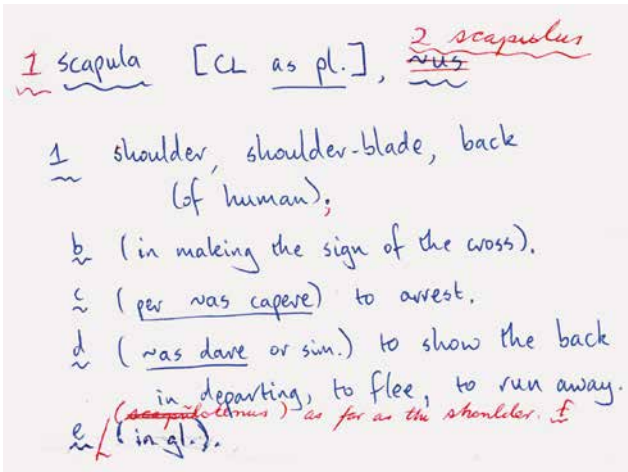 1 scapula [CL as pl.], ~us 2 scapulus
1 shoulder, shoulder-blade, back
(of human);
b (in making the sign of the cross).
c (per ~as capere) to arrest.
d (~as dare or sim.) to show the back
in departing, to flee, to run away.
e (scapulotenus) as far as the shoulder. f
(in gl.).